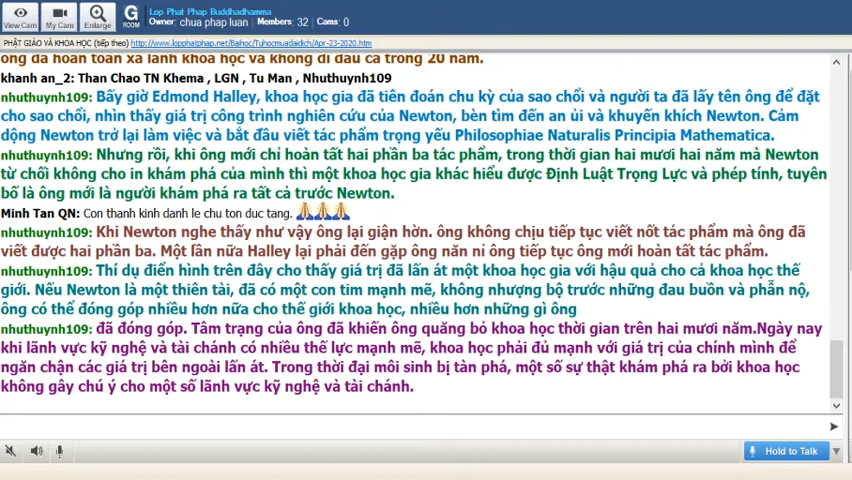 View Cam
My Cam
Enlarge
G
ROOM
Lop Phat Phap Buddhadhamma
Owner: chua phap luan Members: 32 Cams: 0
PHẬT GIÁO VÀ KHOA HỌC (tiếp theo) http://www.lopphatphap.net/Baihoc/Tuhocmuadaidich/Apr-23-2020.htm
ông đã hoàn toàn xa lánh khoa học và không đi đâu cả trong 20 năm.
khanh an_2: Than Chao TN Khema , LGN , Tu Man , Nhuthuynh109
nhuthuynh109: Bấy giờ Edmond Halley, khoa học gia đã tiên đoán chu kỳ của sao chổi và người ta đã lấy tên ông để đặt
cho sao chổi, nhìn thấy giá trị công trình nghiên cứu của Newton, bèn tìm đến an ủi và khuyến khích Newton. Cảm
động Newton trở lại làm việc và bắt đầu viết tác phẩm trọng yếu Philosophiae Naturalis Principia Mathematica.
nhuthuynh109: Nhưng rồi, khi ông mới chỉ hoàn tất hai phần ba tác phẩm, trong thời gian hai mươi hai năm mà Newton
từ chối không cho in khám phá của mình thì một khoa học gia khác hiểu được Định Luật Trọng Lực và phép tính, tuyên
bố là ông mới là người khám phá ra tất cả trước Newton.
Minh Tan QN: Con thanh kinh danh le chu ton duc tang.
nhuthuynh109: Khi Newton nghe thấy như vậy ông lại giận hơn. ông không chịu tiếp tục viết nốt tác phẩm mà ông đã
viết được hai phần ba. Một lần nữa Halley lại phải đến gặp ông năn nỉ ông tiếp tục ông mới hoàn tất tác phẩm.
nhuthuynh109: Thí dụ điển hình trên đây cho thấy giá trị đã lấn át một khoa học gia với hậu quả cho cả khoa học thế
giới. Nếu Newton là một thiên tài, đã có một con tim mạnh mẽ, không nhượng bộ trước những đau buồn và phẫn nộ,
ông có thể đóng góp nhiều hơn nữa cho thế giới khoa học, nhiều hơn những gì ông
nhuthuynh109: đã đóng góp. Tâm trạng của ông đã khiến ông quăng bỏ khoa học thời gian trên hai mươi năm.Ngày nay
khi lãnh vực kỹ nghệ và tài chánh có nhiều thế lực mạnh mẽ, khoa học phải đủ mạnh với giá trị của chính mình để
ngăn chận các giá trị bên ngoài lấn át. Trong thời đại môi sinh bị tàn phá, một số sự thật khám phá ra bởi khoa học
không gây chú ý cho một số lãnh vực kỹ nghệ và tài chánh.
Hold to Talk